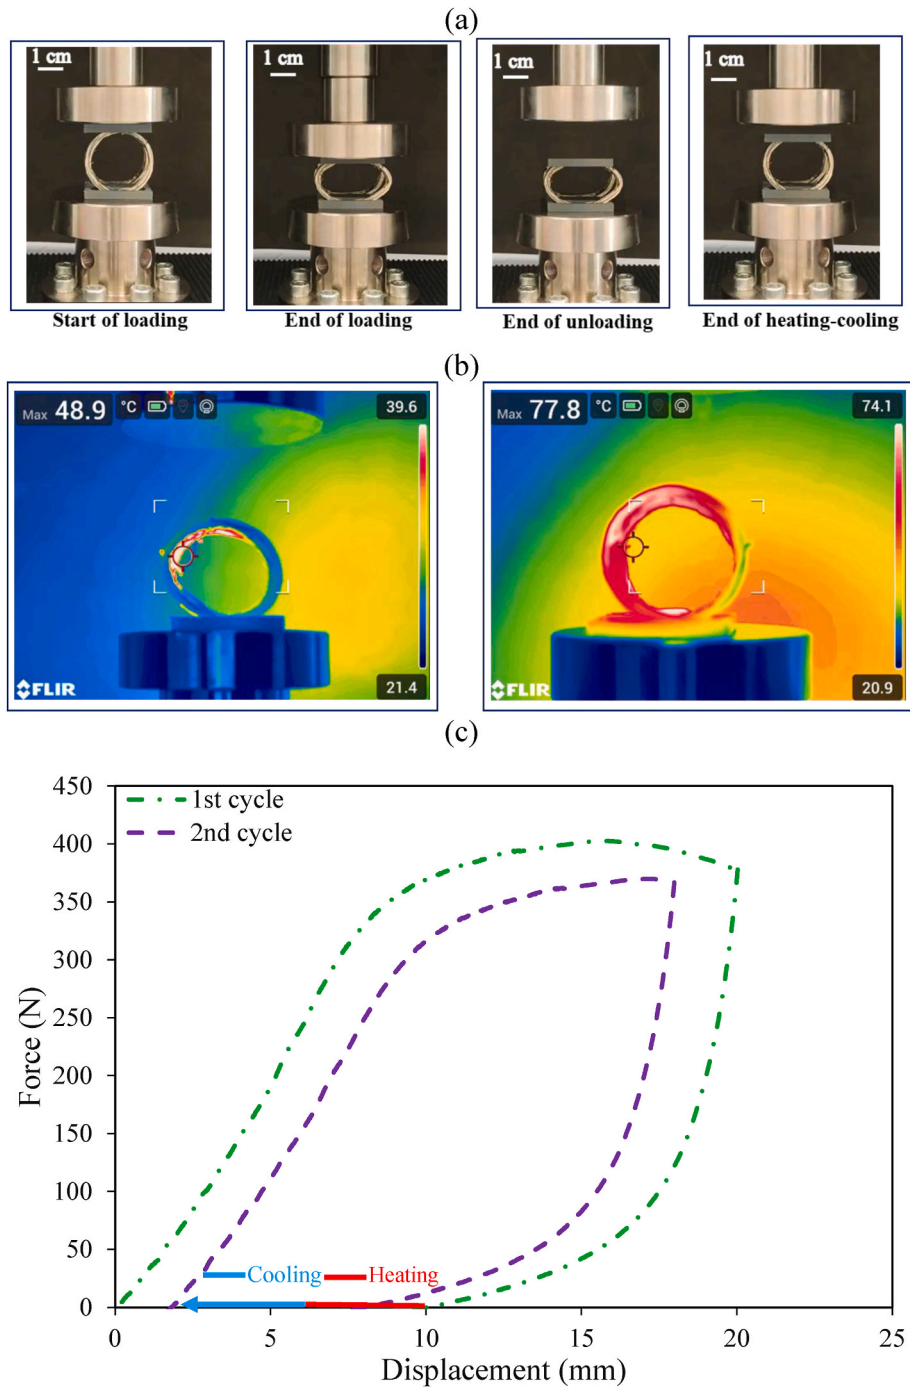 (a)
1 cm
1 cm
1 cm
1 cm
Start of loading
End of loading
End of unloading
End of heating-cooling
(b)
Max 48.9 °C
39.6
21.4
FLIR
Max 77.8 °C
74.1
20.9
FLIR
(c)
450
400
350
300
250
200
150
100
50
0
Force (N)
1st cycle
2nd cycle
Cooling
Heating
0 5 10 15 20 25
Displacement (mm)